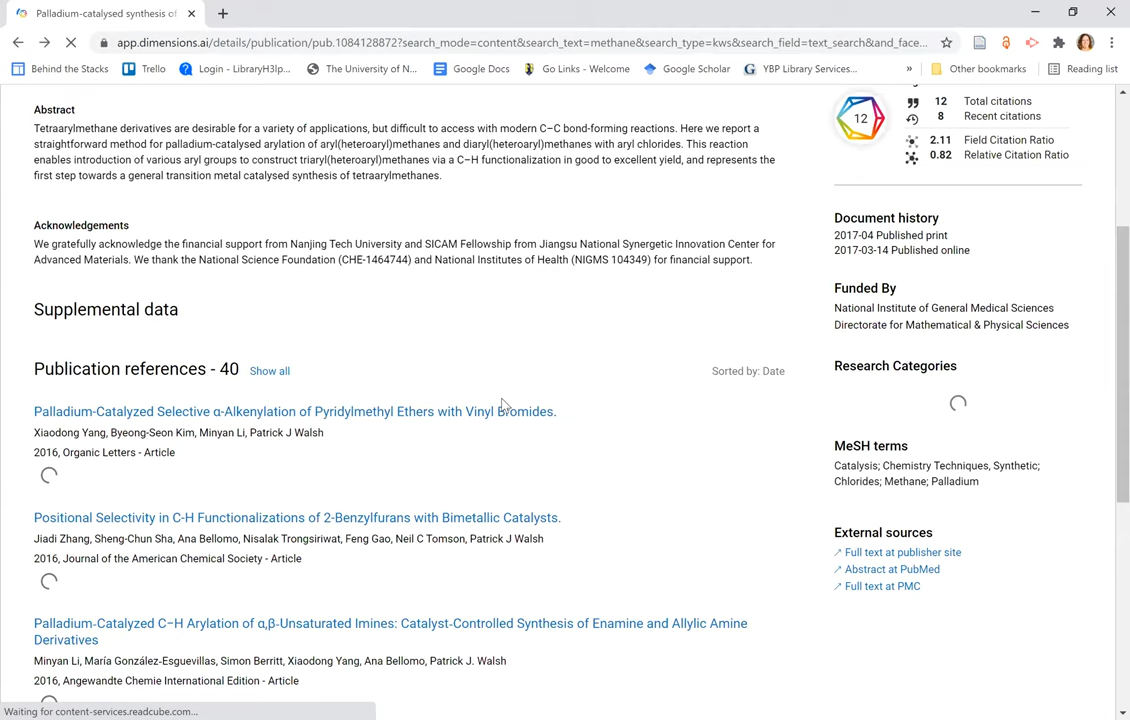 Palladium-catalysed synthesis of
app.dimensions.ai/details/publication/pub.1084128872?search_mode=content&search_text=methane&search_type=kws&search_field=text_search&and_face...
Behind the Stacks
Trello
Login - LibraryH3lp...
The University of N...
Google Docs
Go Links - Welcome
Google Scholar
YBP Library Services...
»
Other bookmarks
Reading list
Abstract
Tetraarylmethane derivatives are desirable for a variety of applications, but difficult to access with modern C–C bond-forming reactions. Here we report a
straightforward method for palladium-catalysed arylation of aryl(heteroaryl)methanes and diaryl(heteroaryl)methanes with aryl chlorides. This reaction
enables introduction of various aryl groups to construct triaryl(heteroaryl)methanes via a C–H functionalization in good to excellent yield, and represents the
first step towards a general transition metal catalysed synthesis of tetraarylmethanes.
Acknowledgements
We gratefully acknowledge the financial support from Nanjing Tech University and SICAM Fellowship from Jiangsu National Synergetic Innovation Center for
Advanced Materials. We thank the National Science Foundation (CHE-1464744) and National Institutes of Health (NIGMS 104349) for financial support.
Supplemental data
Publication references - 40 Show all
Sorted by: Date
Palladium-Catalyzed Selective α-Alkenylation of Pyridylmethyl Ethers with Vinyl Bromides.
Xiaodong Yang, Byeong-Seon Kim, Minyan Li, Patrick J Walsh
2016, Organic Letters - Article
Positional Selectivity in C-H Functionalizations of 2-Benzylfurans with Bimetallic Catalysts.
Jiadi Zhang, Sheng-Chun Sha, Ana Bellomo, Nisalak Trongsiriwat, Feng Gao, Neil C Tomson, Patrick J Walsh
2016, Journal of the American Chemical Society - Article
Palladium-Catalyzed C–H Arylation of α,β-Unsaturated Imines: Catalyst-Controlled Synthesis of Enamine and Allylic Amine
Derivatives
Minyan Li, María González-Esguevillas, Simon Berritt, Xiaodong Yang, Ana Bellomo, Patrick J. Walsh
2016, Angewandte Chemie International Edition - Article
12
12 Total citations
8 Recent citations
2.11 Field Citation Ratio
0.82 Relative Citation Ratio
Document history
2017-04 Published print
2017-03-14 Published online
Funded By
National Institute of General Medical Sciences
Directorate for Mathematical & Physical Sciences
Research Categories
MeSH terms
Catalysis; Chemistry Techniques, Synthetic;
Chlorides; Methane; Palladium
External sources
↗ Full text at publisher site
↗ Abstract at PubMed
↗ Full text at PMC
Waiting for content-services.readcube.com...